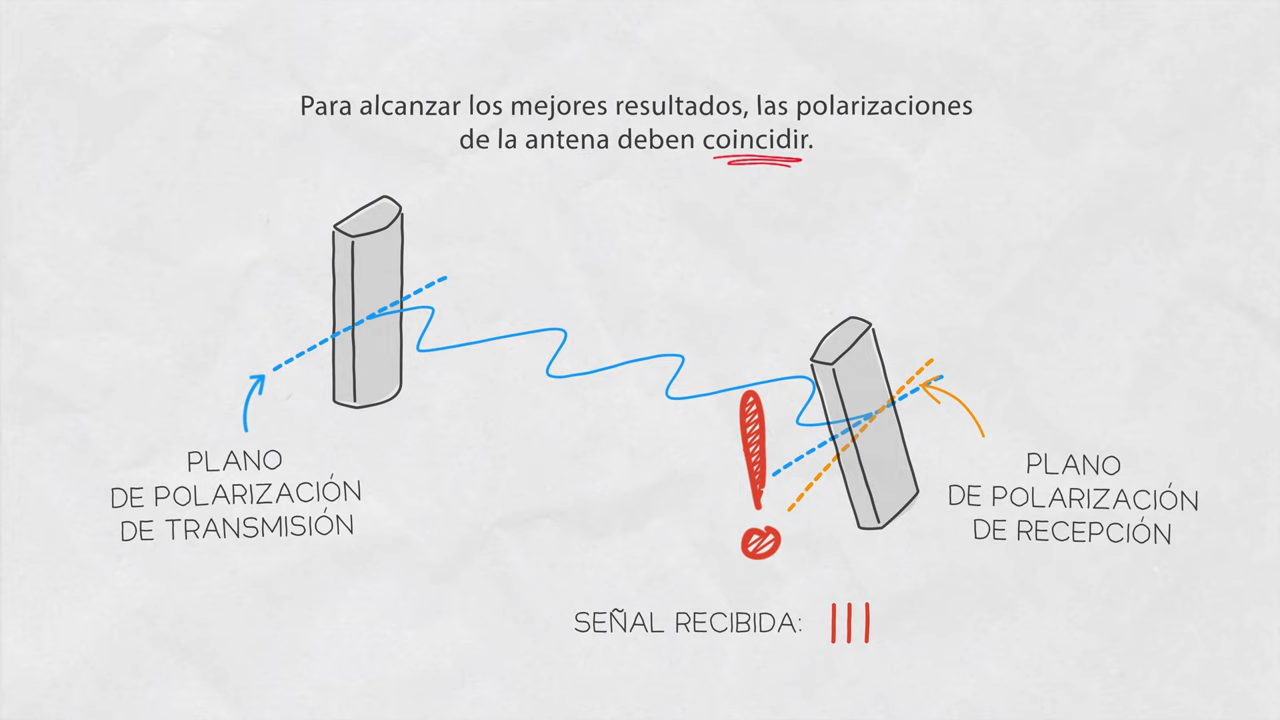 Para alcanzar los mejores resultados, las polarizaciones
de la antena deben coincidir.
PLANO
DE POLARIZACIÓN
DE TRANSMISIÓN
PLANO
DE POLARIZACIÓN
DE RECEPCIÓN
SEÑAL RECIBIDA: